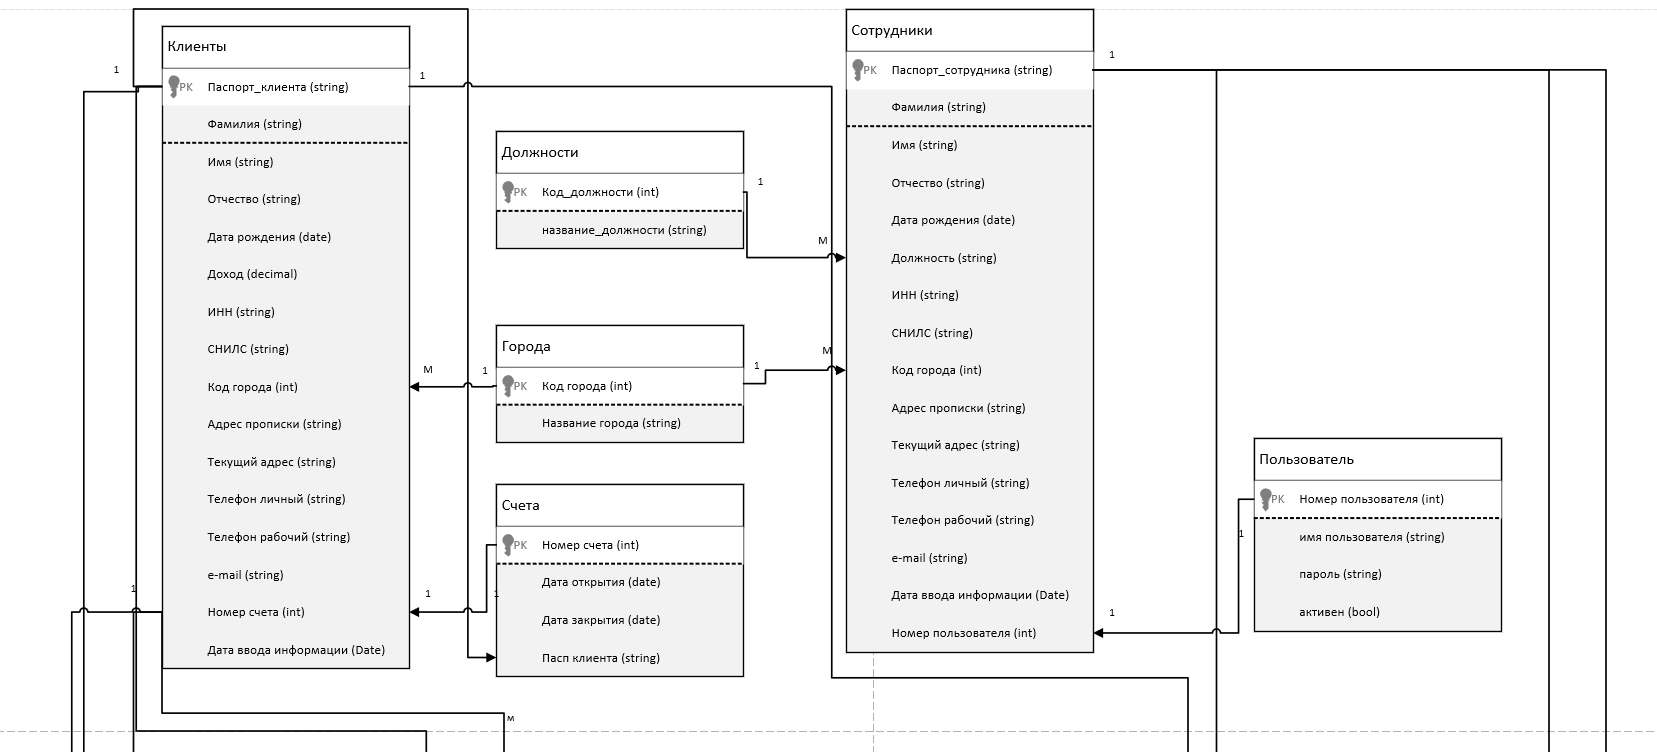 Клиенты
1
PK Паспорт_клиента (string)
1
Фамилия (string)
Имя (string)
Отчество (string)
Дата рождения (date)
Доход (decimal)
ИНН (string)
СНИЛС (string)
Код города (int)
Адрес прописки (string)
Текущий адрес (string)
Телефон личный (string)
Телефон рабочий (string)
e-mail (string)
1
Номер счета (int)
Дата ввода информации (Date)
Должности
PK Код_должности (int)
1
название_должности (string)
М
Города
М
1
PK Код города (int)
1
М
Название города (string)
Счета
PK Номер счета (int)
1
1
Дата открытия (date)
Дата закрытия (date)
Пасп клиента (string)
м
Сотрудники
PK Паспорт_сотрудника (string)
1
Фамилия (string)
Имя (string)
Отчество (string)
Дата рождения (date)
Должность (string)
ИНН (string)
СНИЛС (string)
Код города (int)
Адрес прописки (string)
Текущий адрес (string)
Телефон личный (string)
Телефон рабочий (string)
e-mail (string)
Дата ввода информации (Date)
Номер пользователя (int)
1
Пользователь
PK Номер пользователя (int)
1
имя пользователя (string)
пароль (string)
активен (bool)